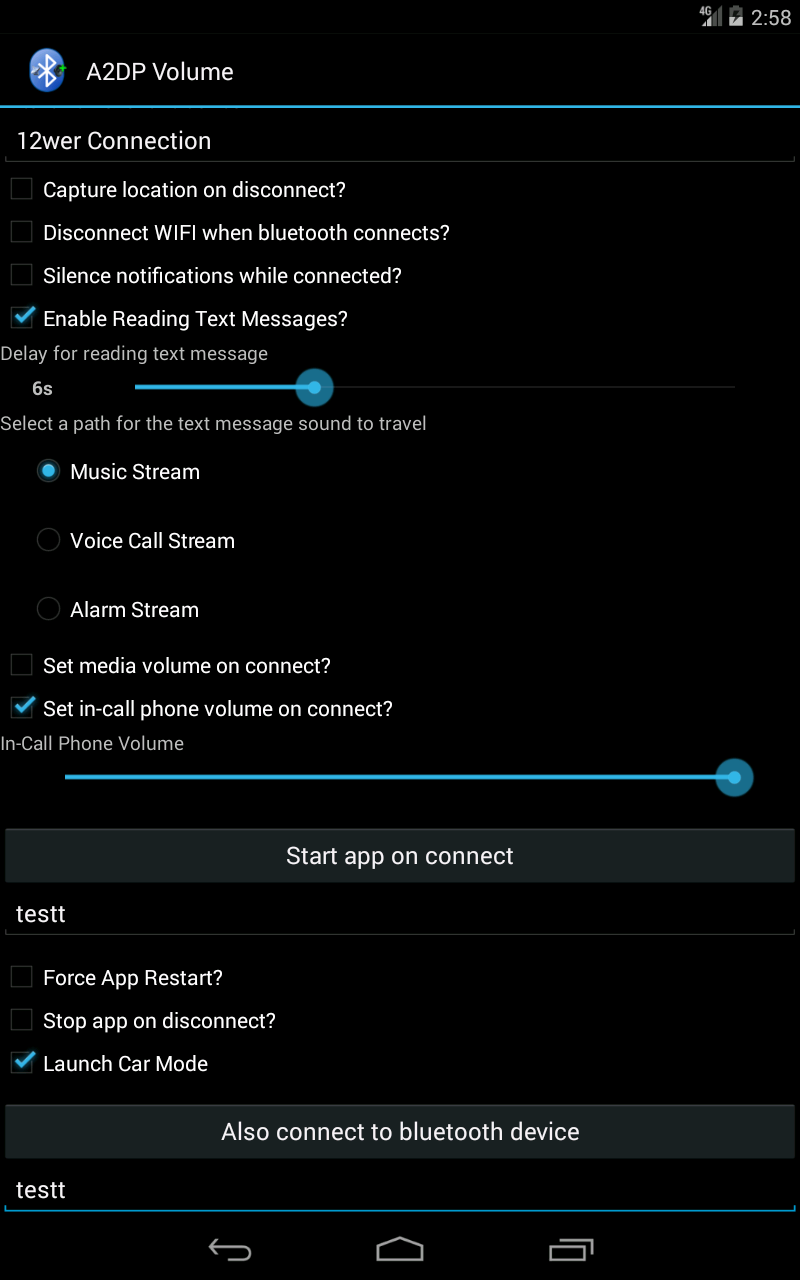 4G 2:58
A2DP Volume
12wer Connection
Capture location on disconnect?
Disconnect WIFI when bluetooth connects?
Silence notifications while connected?
Enable Reading Text Messages?
Delay for reading text message
6s
Select a path for the text message sound to travel
Music Stream
Voice Call Stream
Alarm Stream
Set media volume on connect?
Set in-call phone volume on connect?
In-Call Phone Volume
Start app on connect
testt
Force App Restart?
Stop app on disconnect?
Launch Car Mode
Also connect to bluetooth device
testt